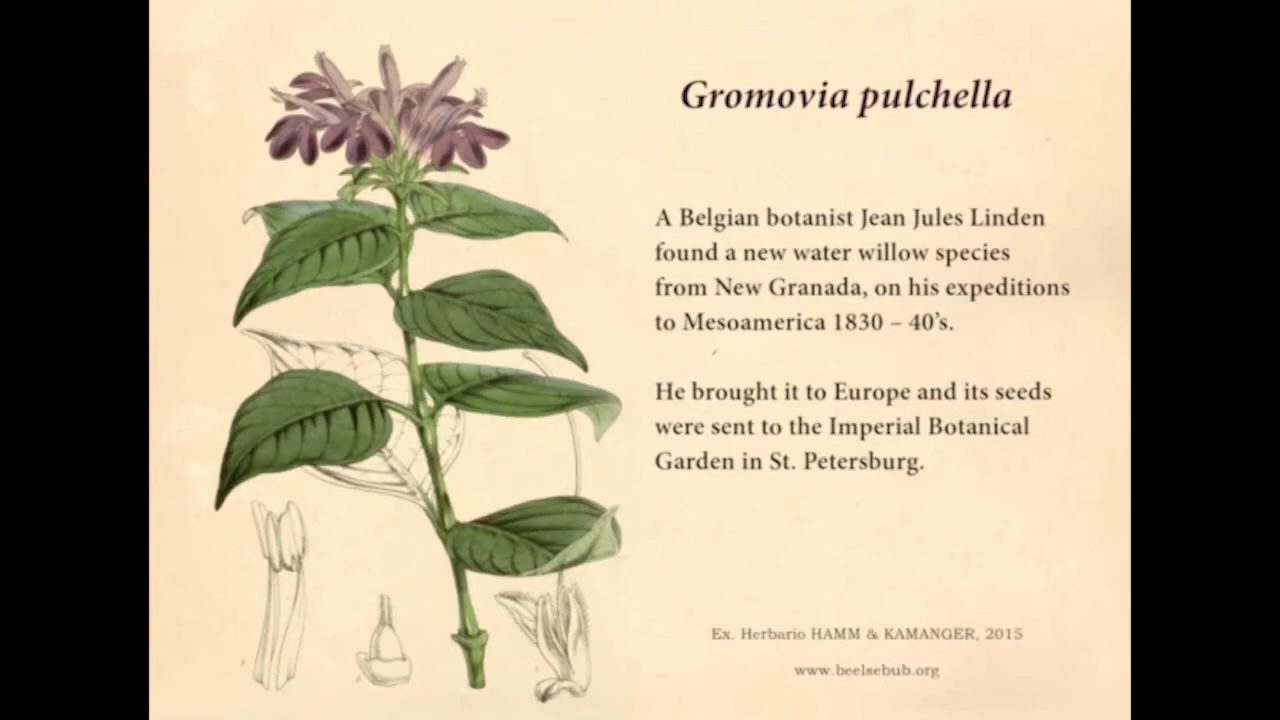 Gromovia pulchella
A Belgian botanist Jean Jules Linden
found a new water willow species
from New Granada, on his expeditions
to Mesoamerica 1830 – 40's.
He brought it to Europe and its seeds
were sent to the Imperial Botanical
Garden in St. Petersburg.
Ex. Herbario HAMM & KAMANGER, 2015
www.beelsebub.org